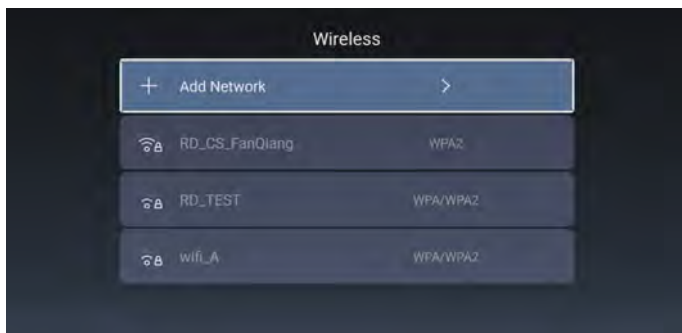 Wireless
Add Network
RD_CS_FanQiang WPA2
RD_TEST WPA/WPA2
wifi_A WPA/WPA2